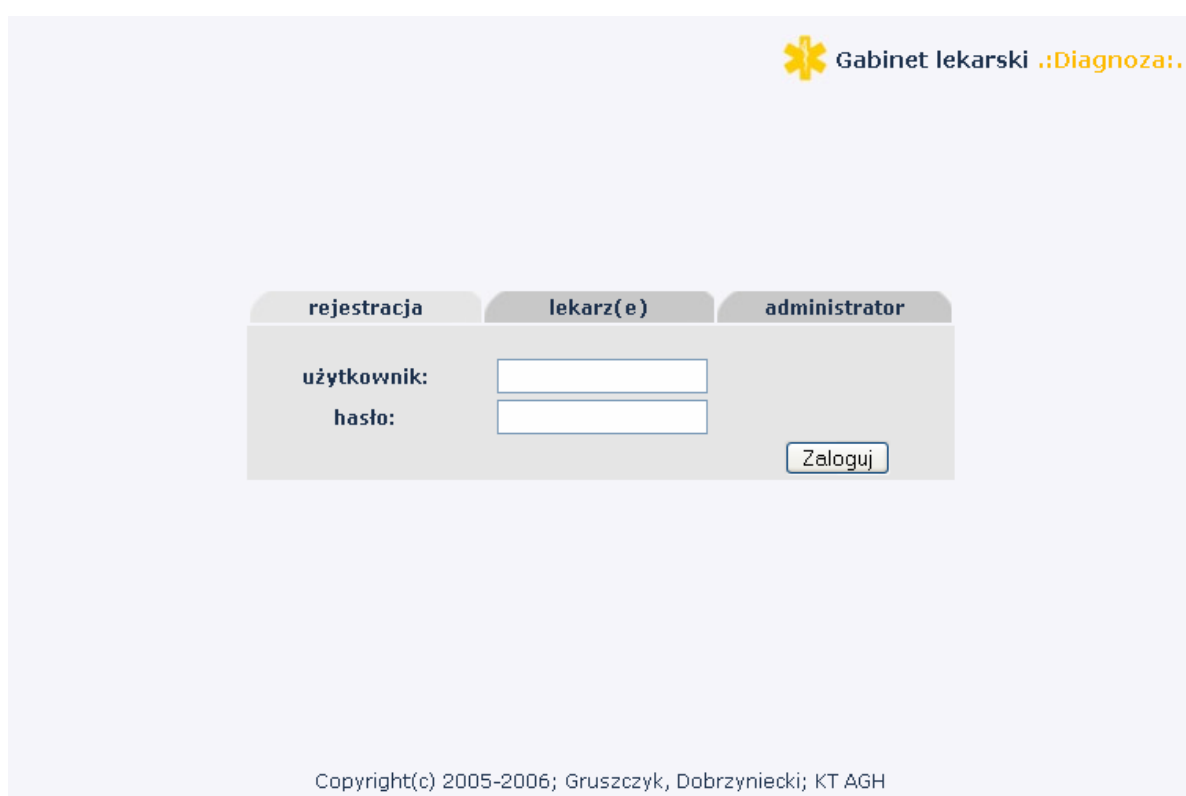 Gabinet lekarski .:Diagnoza:.
rejestracja lekarz(e) administrator
użytkownik:
hasło:
Zaloguj
Copyright(c) 2005-2006; Gruszczyk, Dobrzyniecki; KT AGH